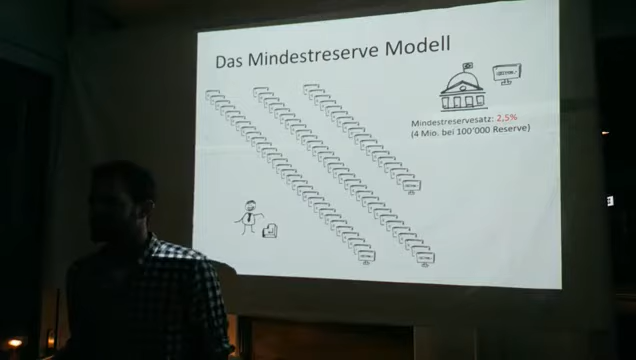 Das Mindestreserve Modell
Mindestreservesatz: 2,5%
(4 Mio. bei 100'000 Reserve)